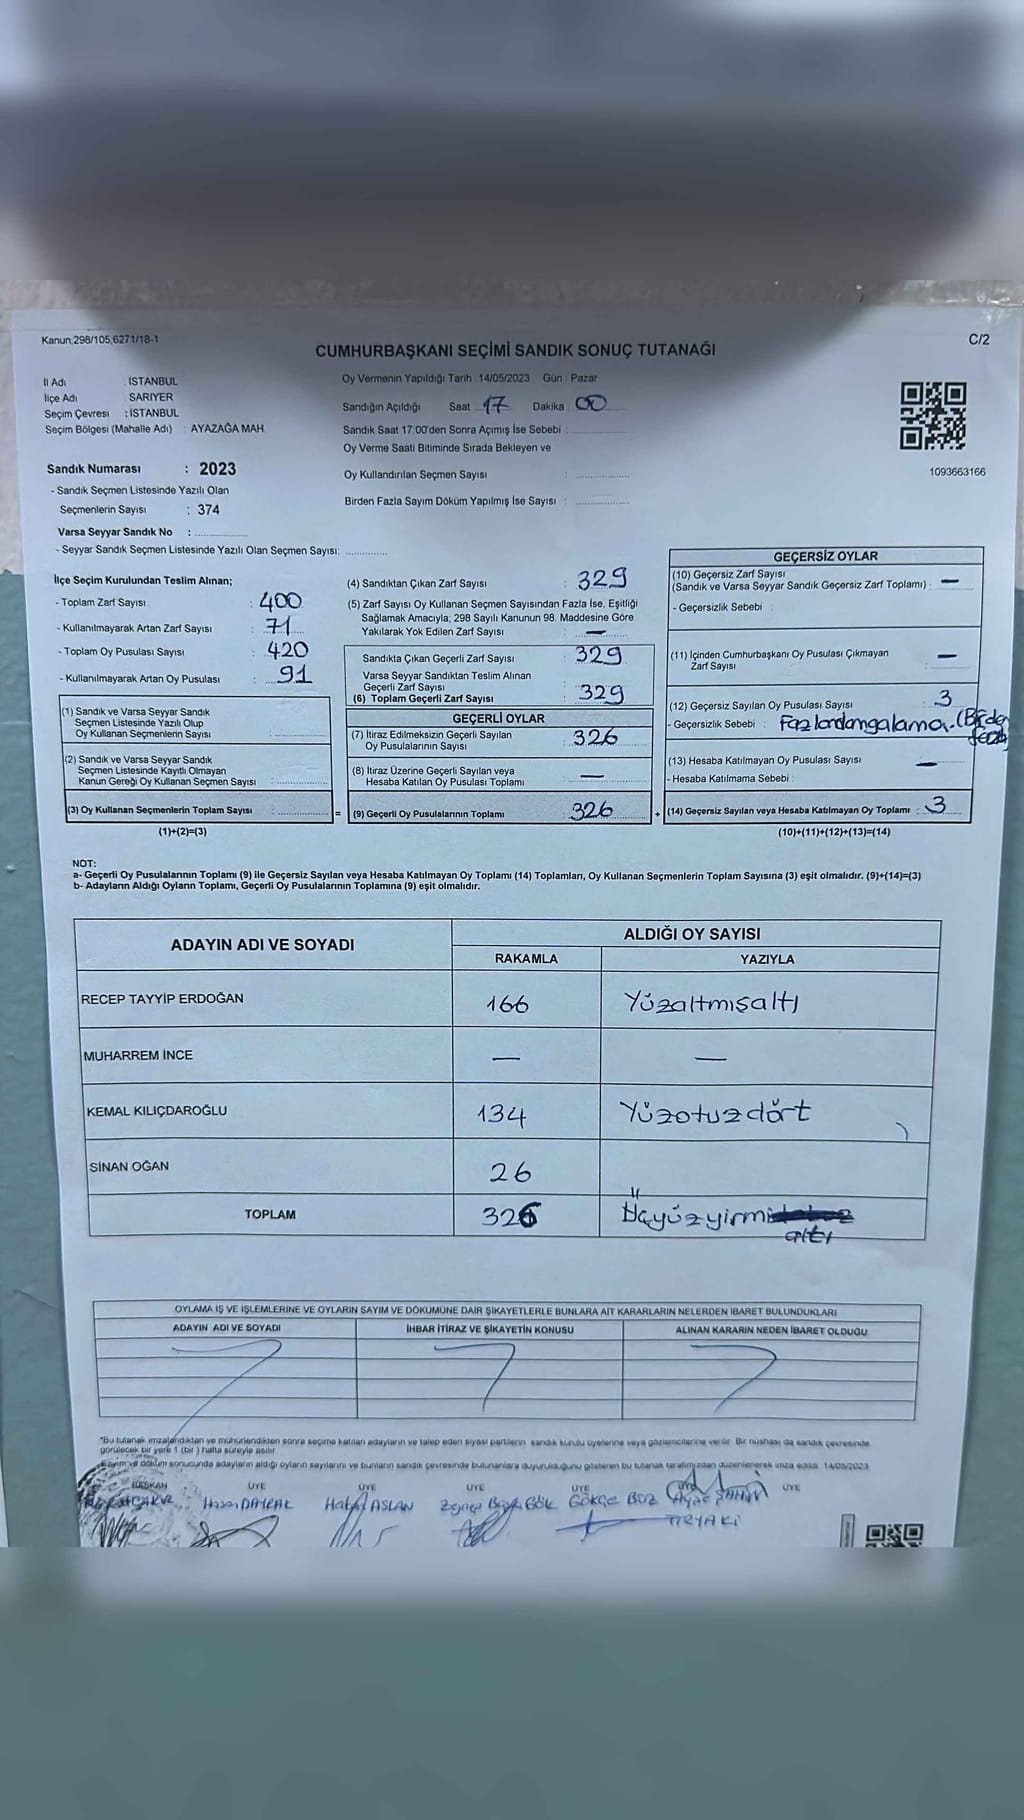 Kanun:298/105,6271/18-1
C/2
CUMHURBAŞKANI SEÇİMİ SANDIK SONUÇ TUTANAĞI
İl Adı : İSTANBUL
İlçe Adı : SARIYER
Seçim Çevresi : İSTANBUL
Seçim Bölgesi (Mahalle Adı) : AYAZAĞA MAH.
Oy Vermenin Yapıldığı Tarih : 14/05/2023 Gün : Pazar
Sandığın Açıldığı Saat 17 Dakika 00
Sandık Saat 17:00'den Sonra Açımış İse Sebebi :
Oy Verme Saati Bitiminde Sırada Bekleyen ve
Oy Kullandırılan Seçmen Sayısı :
Birden Fazla Sayım Döküm Yapılmış İse Sayısı :
1093663166
Sandık Numarası : 2023
- Sandık Seçmen Listesinde Yazılı Olan
Seçmenlerin Sayısı : 374
Varsa Seyyar Sandık No :
- Seyyar Sandık Seçmen Listesinde Yazılı Olan Seçmen Sayısı:
İlçe Seçim Kurulundan Teslim Alınan;
- Toplam Zarf Sayısı : 400
- Kullanılmayarak Artan Zarf Sayısı : 71
- Toplam Oy Pusulası Sayısı : 420
- Kullanılmayarak Artan Oy Pusulası : 91
(1) Sandık ve Varsa Seyyar Sandık
Seçmen Listesinde Yazılı Olup
Oy Kullanan Seçmenlerin Sayısı :
(2) Sandık ve Varsa Seyyar Sandık
Seçmen Listesinde Kayıtlı Olmayan
Kanun Gereği Oy Kullanan Seçmen Sayısı :
(3) Oy Kullanan Seçmenlerin Toplam Sayısı :
(1)+(2)=(3)
(4) Sandıktan Çıkan Zarf Sayısı : 329
(5) Zarf Sayısı Oy Kullanan Seçmen Sayısından Fazla İse, Eşitliği
Sağlamak Amacıyla; 298 Sayılı Kanunun 98. Maddesine Göre
Yakılarak Yok Edilen Zarf Sayısı : —
Sandıkta Çıkan Geçerli Zarf Sayısı : 329
Varsa Seyyar Sandıktan Teslim Alınan
Geçerli Zarf Sayısı :
(6) Toplam Geçerli Zarf Sayısı : 329
GEÇERLİ OYLAR
(7) İtiraz Edilmeksizin Geçerli Sayılan
Oy Pusulalarının Sayısı : 326
(8) İtiraz Üzerine Geçerli Sayılan veya
Hesaba Katılan Oy Pusulası Toplamı : —
= (9) Geçerli Oy Pusulalarının Toplamı : 326
GEÇERSİZ OYLAR
(10) Geçersiz Zarf Sayısı
(Sandık ve Varsa Seyyar Sandık Geçersiz Zarf Toplamı) : —
- Geçersizlik Sebebi :
(11) İçinden Cumhurbaşkanı Oy Pusulası Çıkmayan
Zarf Sayısı : —
(12) Geçersiz Sayılan Oy Pusulası Sayısı : 3
- Geçersizlik Sebebi : Fazladandamgalama. (Birden
fazla)
(13) Hesaba Katılmayan Oy Pusulası Sayısı : —
- Hesaba Katılmama Sebebi :
+ (14) Geçersiz Sayılan veya Hesaba Katılmayan Oy Toplamı : 3
(10)+(11)+(12)+(13)=(14)
NOT:
a- Geçerli Oy Pusulalarının Toplamı (9) ile Geçersiz Sayılan veya Hesaba Katılmayan Oy Toplamı (14) Toplamları, Oy Kullanan Seçmenlerin Toplam Sayısına (3) eşit olmalıdır. (9)+(14)=(3)
b- Adayların Aldığı Oyların Toplamı, Geçerli Oy Pusulalarının Toplamına (9) eşit olmalıdır.
ADAYIN ADI VE SOYADI ALDIĞI OY SAYISI
RAKAMLA YAZIYLA
RECEP TAYYİP ERDOĞAN 166 Yüzaltmışaltı
MUHARREM İNCE — —
KEMAL KILIÇDAROĞLU 134 Yüzotuzdört
SİNAN OĞAN 26
TOPLAM 326 Üçyüzyirmi
altı
OYLAMA İŞ VE İŞLEMLERİNE VE OYLARIN SAYIM VE DÖKÜMÜNE DAİR ŞİKAYETLERLE BUNLARA AİT KARARLARIN NELERDEN İBARET BULUNDUKLARI
ADAYIN ADI VE SOYADI İHBAR İTİRAZ VE ŞİKAYETİN KONUSU ALINAN KARARIN NEDEN İBARET OLDUĞU
*Bu tutanak imzalandıktan ve mühürlendikten sonra seçime katılan adayların ve talep eden siyasi partilerin sandık kurulu üyelerine veya gözlemcilerine verilir. Bir nüshası da sandık çevresinde
görülecek bir yere 1 (bir) hafta süreyle asılır.
Sayım ve döküm sonucunda adayların aldığı oyların sayılarını ve bunların sandık çevresinde bulunanlara duyurulduğunu gösteren bu tutanak tarafımızdan düzenlenerek imza edildi. 14/05/2023
BAŞKAN ÜYE ÜYE ÜYE ÜYE ÜYE ÜYE
Hasan ASLAN Zeynep GÖK GÖKÇE BOZ Ayşe ŞAHİN
TİRYAKİ